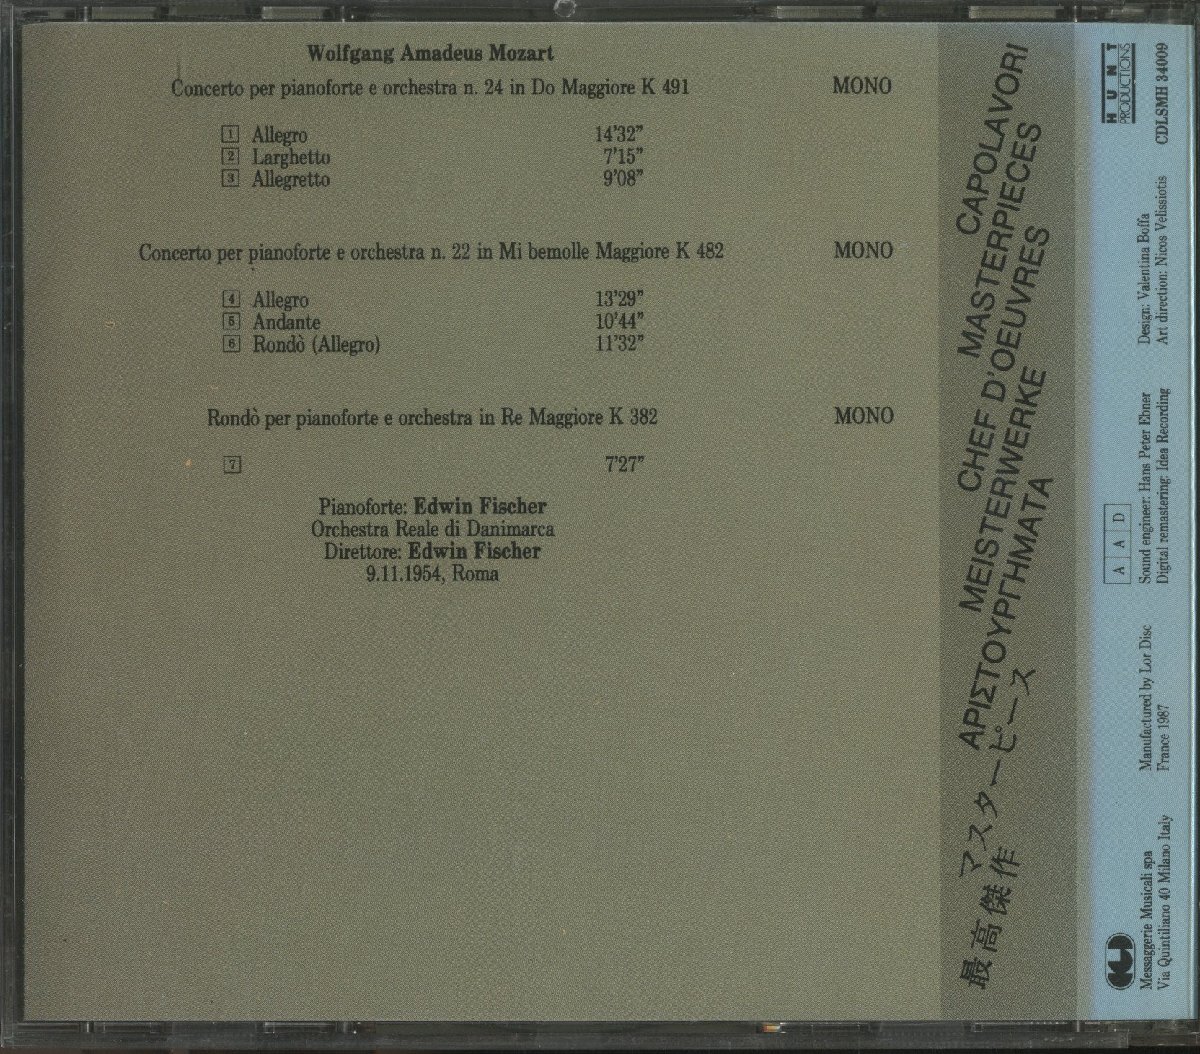 Wolfgang Amadeus Mozart
Concerto per pianoforte e orchestra n. 24 in Do Maggiore K 491 MONO
1 Allegro 14'32"
2 Larghetto 7'15"
3 Allegretto 9'08"
Concerto per pianoforte e orchestra n. 22 in Mi bemolle Maggiore K 482 MONO
4 Allegro 13'29"
5 Andante 10'44"
6 Rondò (Allegro) 11'32"
Rondò per pianoforte e orchestra in Re Maggiore K 382 MONO
7 7'27"
Pianoforte: Edwin Fischer
Orchestra Reale di Danimarca
Direttore: Edwin Fischer
9.11.1954, Roma
CAPOLAVORI
MASTERPIECES
CHEF D'OEUVRES
MEISTERWERKE
ΑΡΙΣΤΟΥΡΓΗΜΑΤΑ
マスターピース
最高傑作
HUNT
PRODUCTIONS
CDLSMH 34009
Design: Valentina Boffa
Art direction: Nicos Velissiotis
Sound engineer: Hans Peter Ebner
Digital remastering: Idea Recording
A A D
Manufactured by Lor Disc
France 1987
Messaggerie Musicali spa
Via Quintiliano 40 Milano Italy